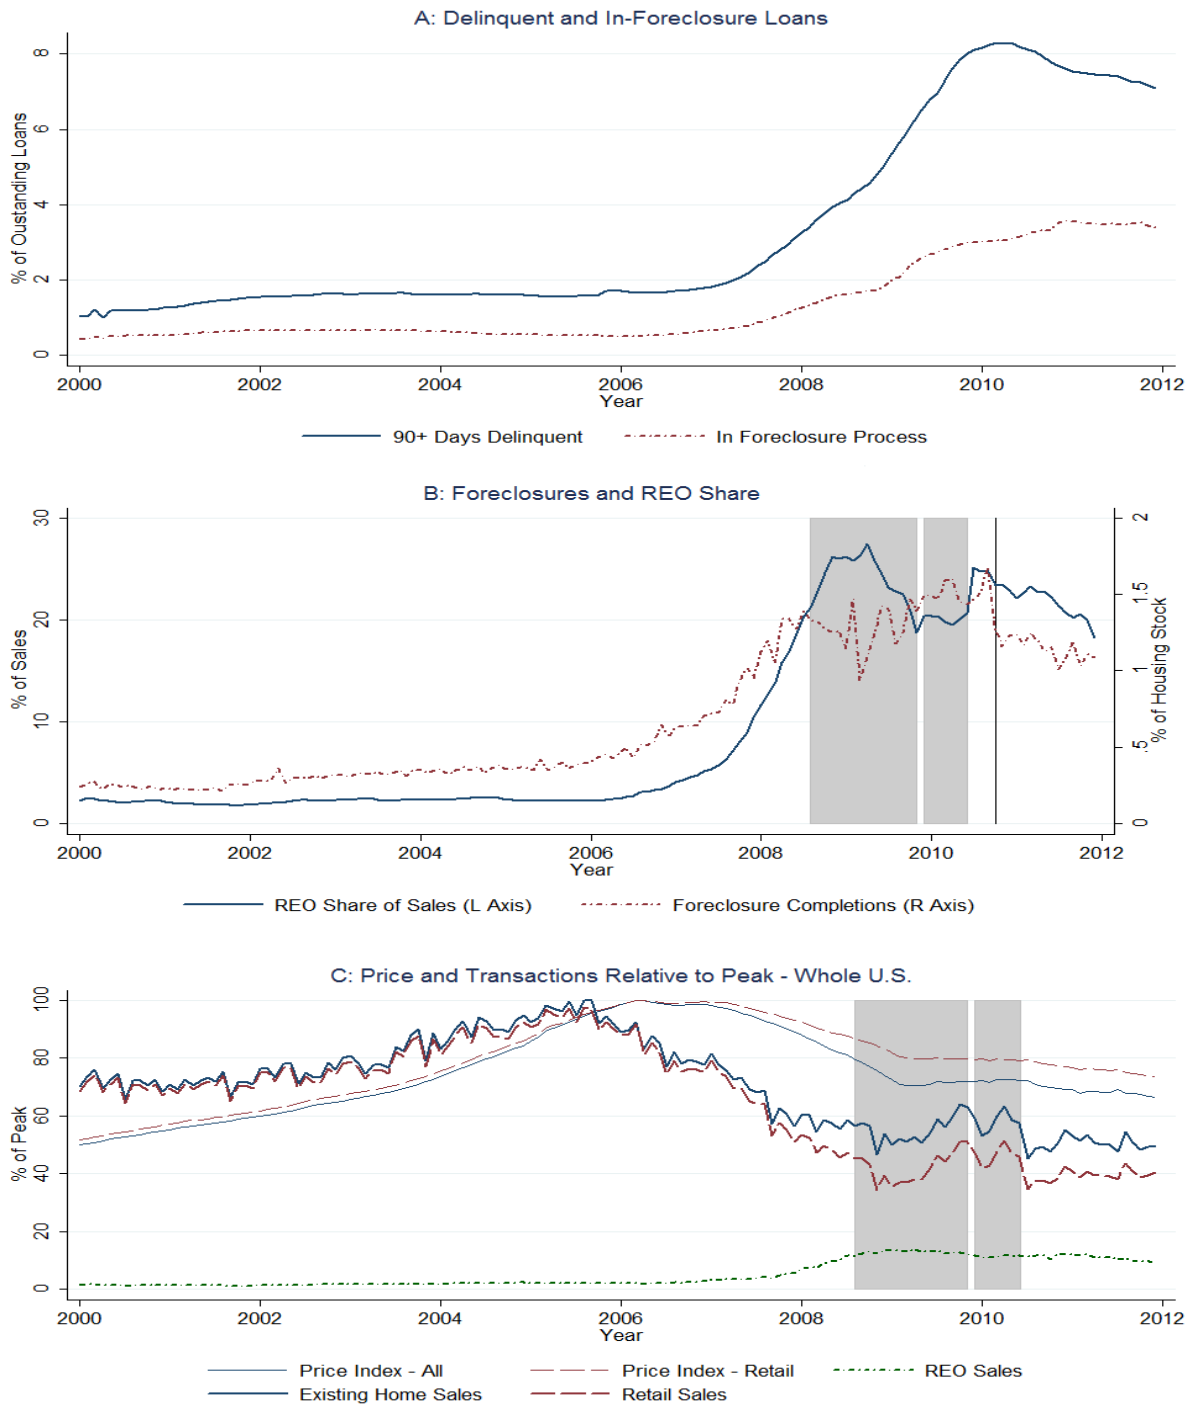 A: Delinquent and In-Foreclosure Loans
% of Oustanding Loans
8
6
4
2
0
2000 2002 2004 2006 2008 2010 2012
Year
90+ Days Delinquent In Foreclosure Process
B: Foreclosures and REO Share
% of Sales
30
20
10
0
% of Housing Stock
2
1.5
1
.5
0
2000 2002 2004 2006 2008 2010 2012
Year
REO Share of Sales (L Axis) Foreclosure Completions (R Axis)
C: Price and Transactions Relative to Peak - Whole U.S.
% of Peak
100
80
60
40
20
0
2000 2002 2004 2006 2008 2010 2012
Year
Price Index - All Price Index - Retail REO Sales
Existing Home Sales Retail Sales